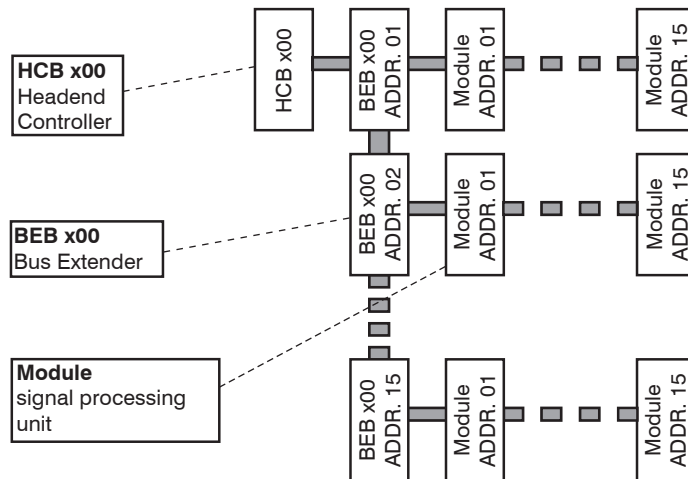 HCB x00
Headend
Controller
HCB x00
BEB x00
ADDR. 01
Module
ADDR. 01
Module
ADDR. 15
BEB x00
Bus Extender
BEB x00
ADDR. 02
Module
ADDR. 01
Module
ADDR. 15
Module
signal processing
unit
BEB x00
ADDR. 15
Module
ADDR. 01
Module
ADDR. 15